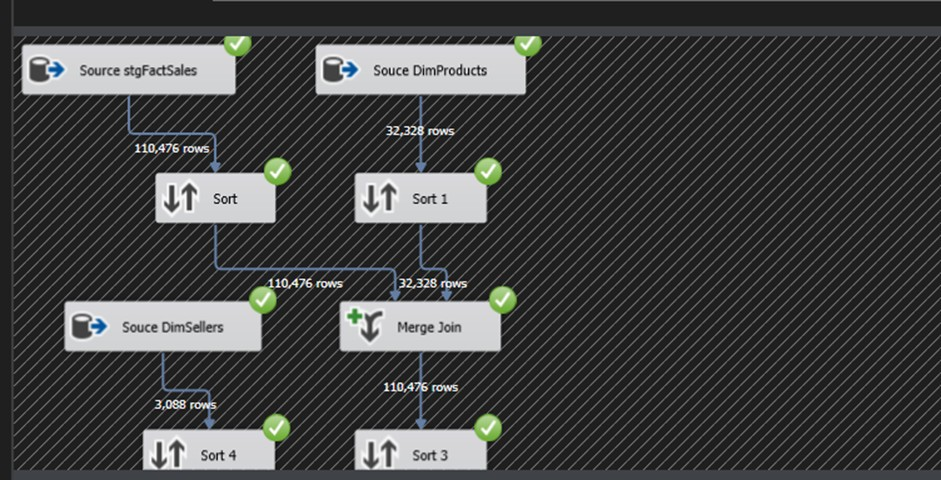 Source stgFactSales
Souce DimProducts
32,328 rows
110,476 rows
Sort
Sort 1
110,476 rows
32,328 rows
Souce DimSellers
Merge Join
110,476 rows
3,088 rows
Sort 4
Sort 3